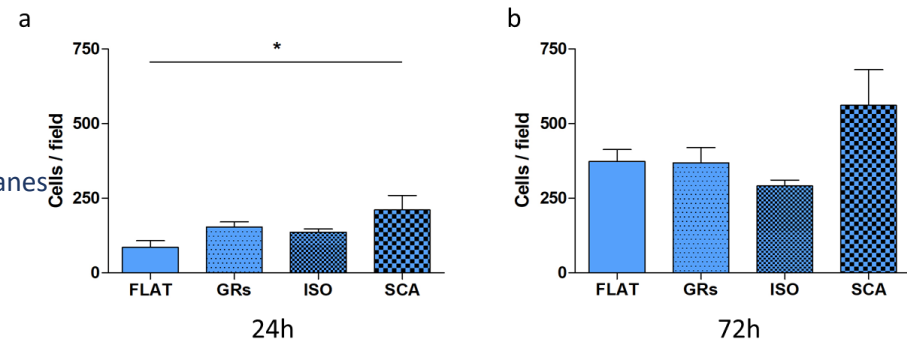 a
750
500
250
0
Cells / field
*
FLAT GRs ISO SCA
24h
anes
b
750
500
250
0
Cells / field
FLAT GRs ISO SCA
72h